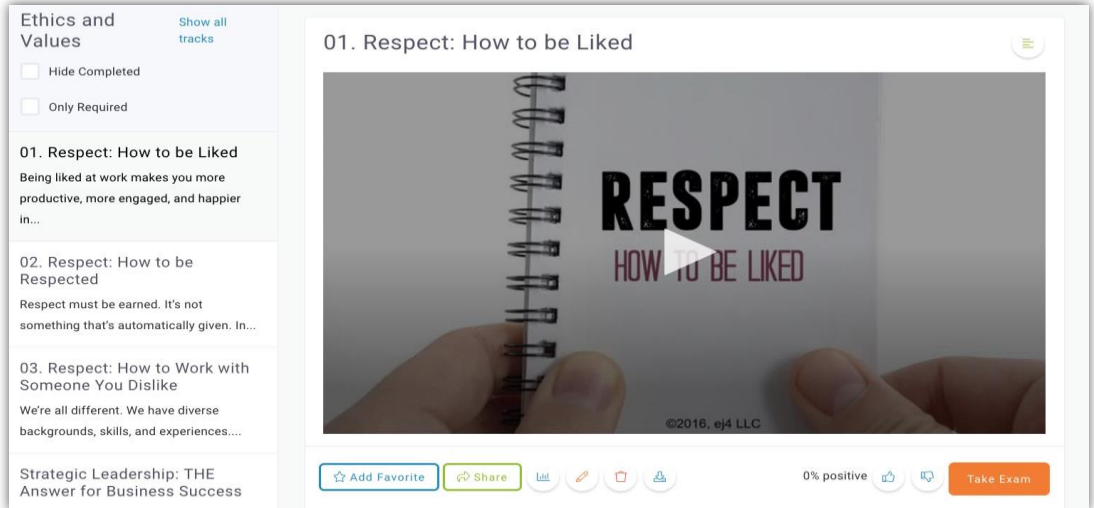 Ethics and
Values
Show all
tracks
Hide Completed
Only Required
01. Respect: How to be Liked
Being liked at work makes you more
productive, more engaged, and happier
in...
02. Respect: How to be
Respected
Respect must be earned. It's not
something that's automatically given. In...
03. Respect: How to Work with
Someone You Dislike
We're all different. We have diverse
backgrounds, skills, and experiences....
Strategic Leadership: THE
Answer for Business Success
01. Respect: How to be Liked
RESPECT
HOW TO BE LIKED
©2016, ej4 LLC
Add Favorite
Share
0% positive
Take Exam